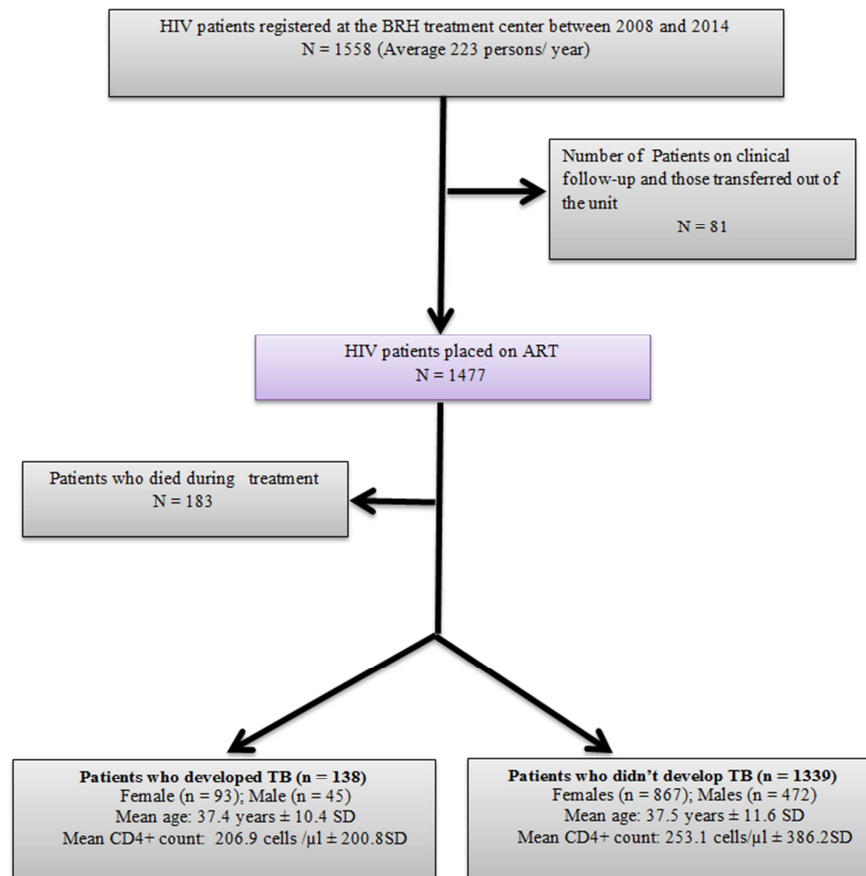 HIV patients registered at the BRH treatment center between 2008 and 2014
N = 1558 (Average 223 persons/ year)
Number of Patients on clinical
follow-up and those transferred out of
the unit
N = 81
HIV patients placed on ART
N = 1477
Patients who died during treatment
N = 183
Patients who developed TB (n = 138)
Female (n = 93); Male (n = 45)
Mean age: 37.4 years ± 10.4 SD
Mean CD4+ count: 206.9 cells /µl ± 200.8SD
Patients who didn't develop TB (n = 1339)
Females (n = 867); Males (n = 472)
Mean age: 37.5 years ± 11.6 SD
Mean CD4+ count: 253.1 cells/µl ± 386.2SD